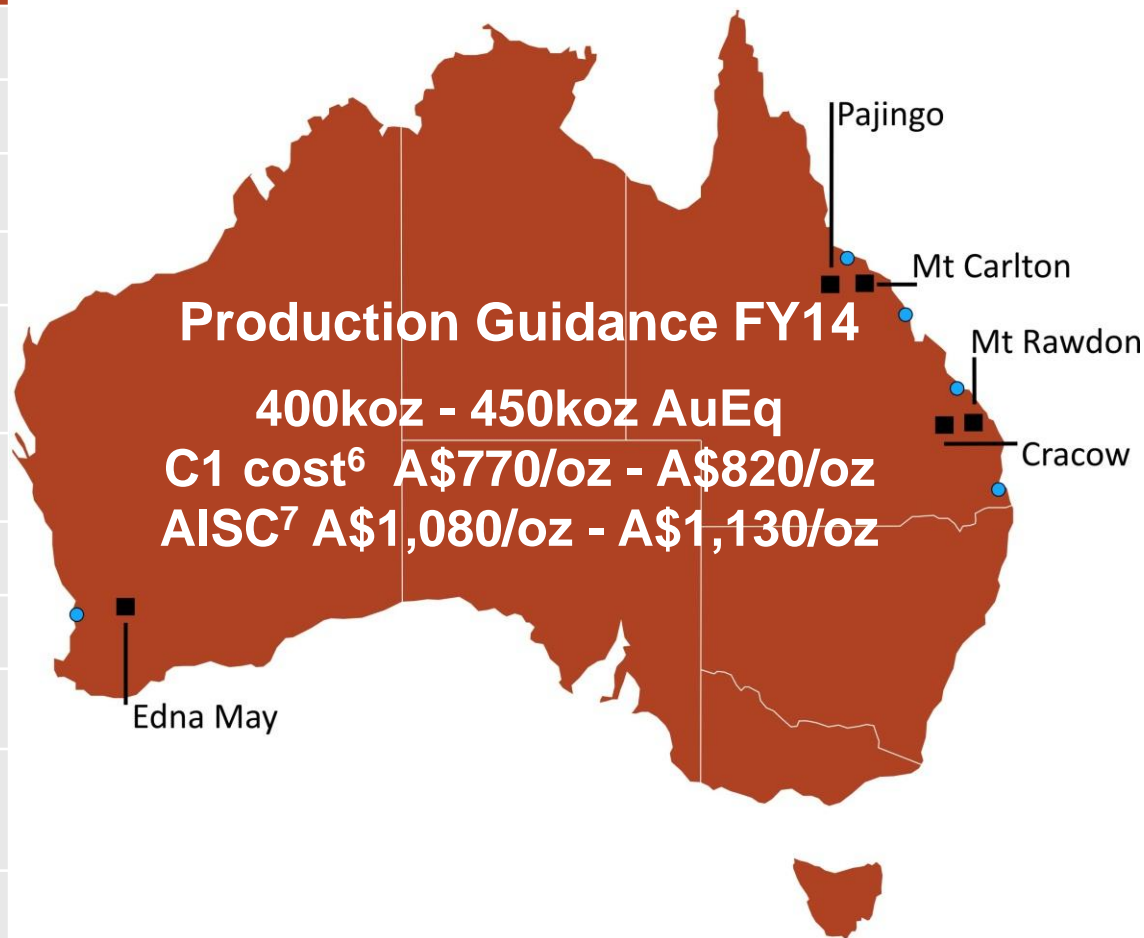 Pajingo
Mt Carlton
Production Guidance FY14
Mt Rawdon
400koz - 450koz AuEq
Cracow
C1 cost⁶ A$770/oz - A$820/oz
AISC⁷ A$1,080/oz - A$1,130/oz
Edna May